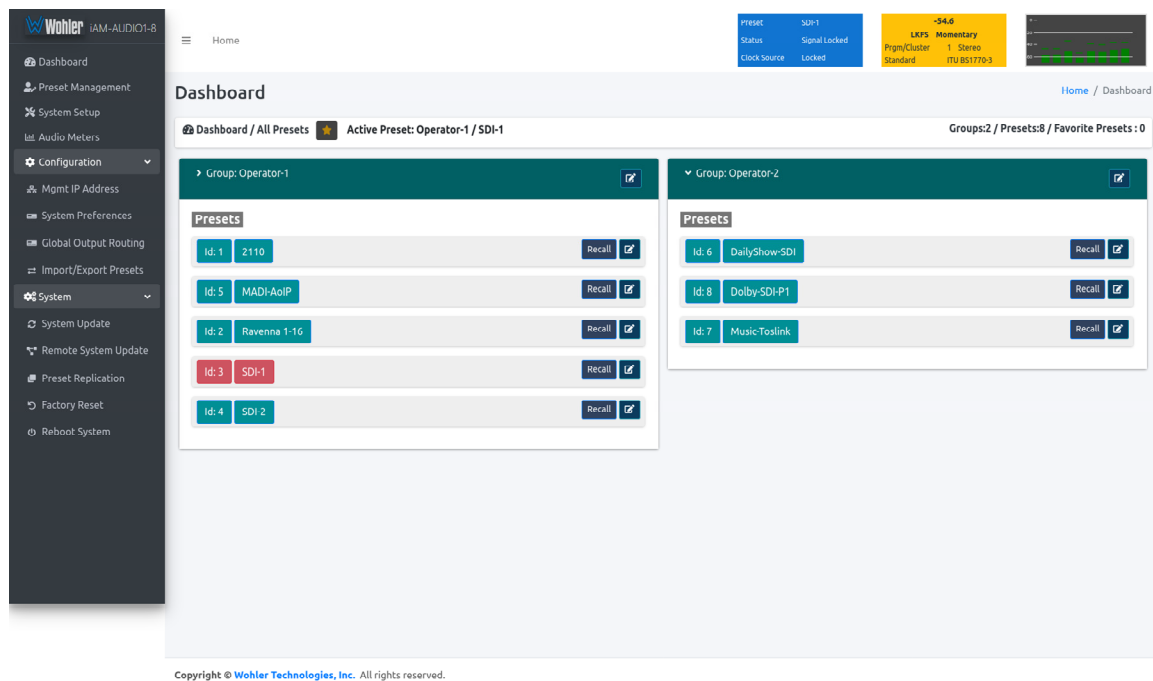 Wohler iAM-AUDIO1-8
Dashboard
Preset Management
System Setup
Audio Meters
Configuration
Mgmt IP Address
System Preferences
Global Output Routing
Import/Export Presets
System
System Update
Remote System Update
Preset Replication
Factory Reset
Reboot System
Home
Preset SDI-1
Status Signal Locked
Clock Source Locked
-54.6
LKFS Momentary
Prgm/Cluster 1 Stereo
Standard ITU BS1770-3
Dashboard
Home / Dashboard
Dashboard / All Presets Active Preset: Operator-1 / SDI-1
Groups:2 / Presets:8 / Favorite Presets : 0
Group: Operator-1
Presets
Id: 1 2110 Recall
Id: 5 MADI-AoIP Recall
Id: 2 Ravenna 1-16 Recall
Id: 3 SDI-1 Recall
Id: 4 SDI-2 Recall
Group: Operator-2
Presets
Id: 6 DailyShow-SDI Recall
Id: 8 Dolby-SDI-P1 Recall
Id: 7 Music-Toslink Recall
Copyright © Wohler Technologies, Inc. All rights reserved.